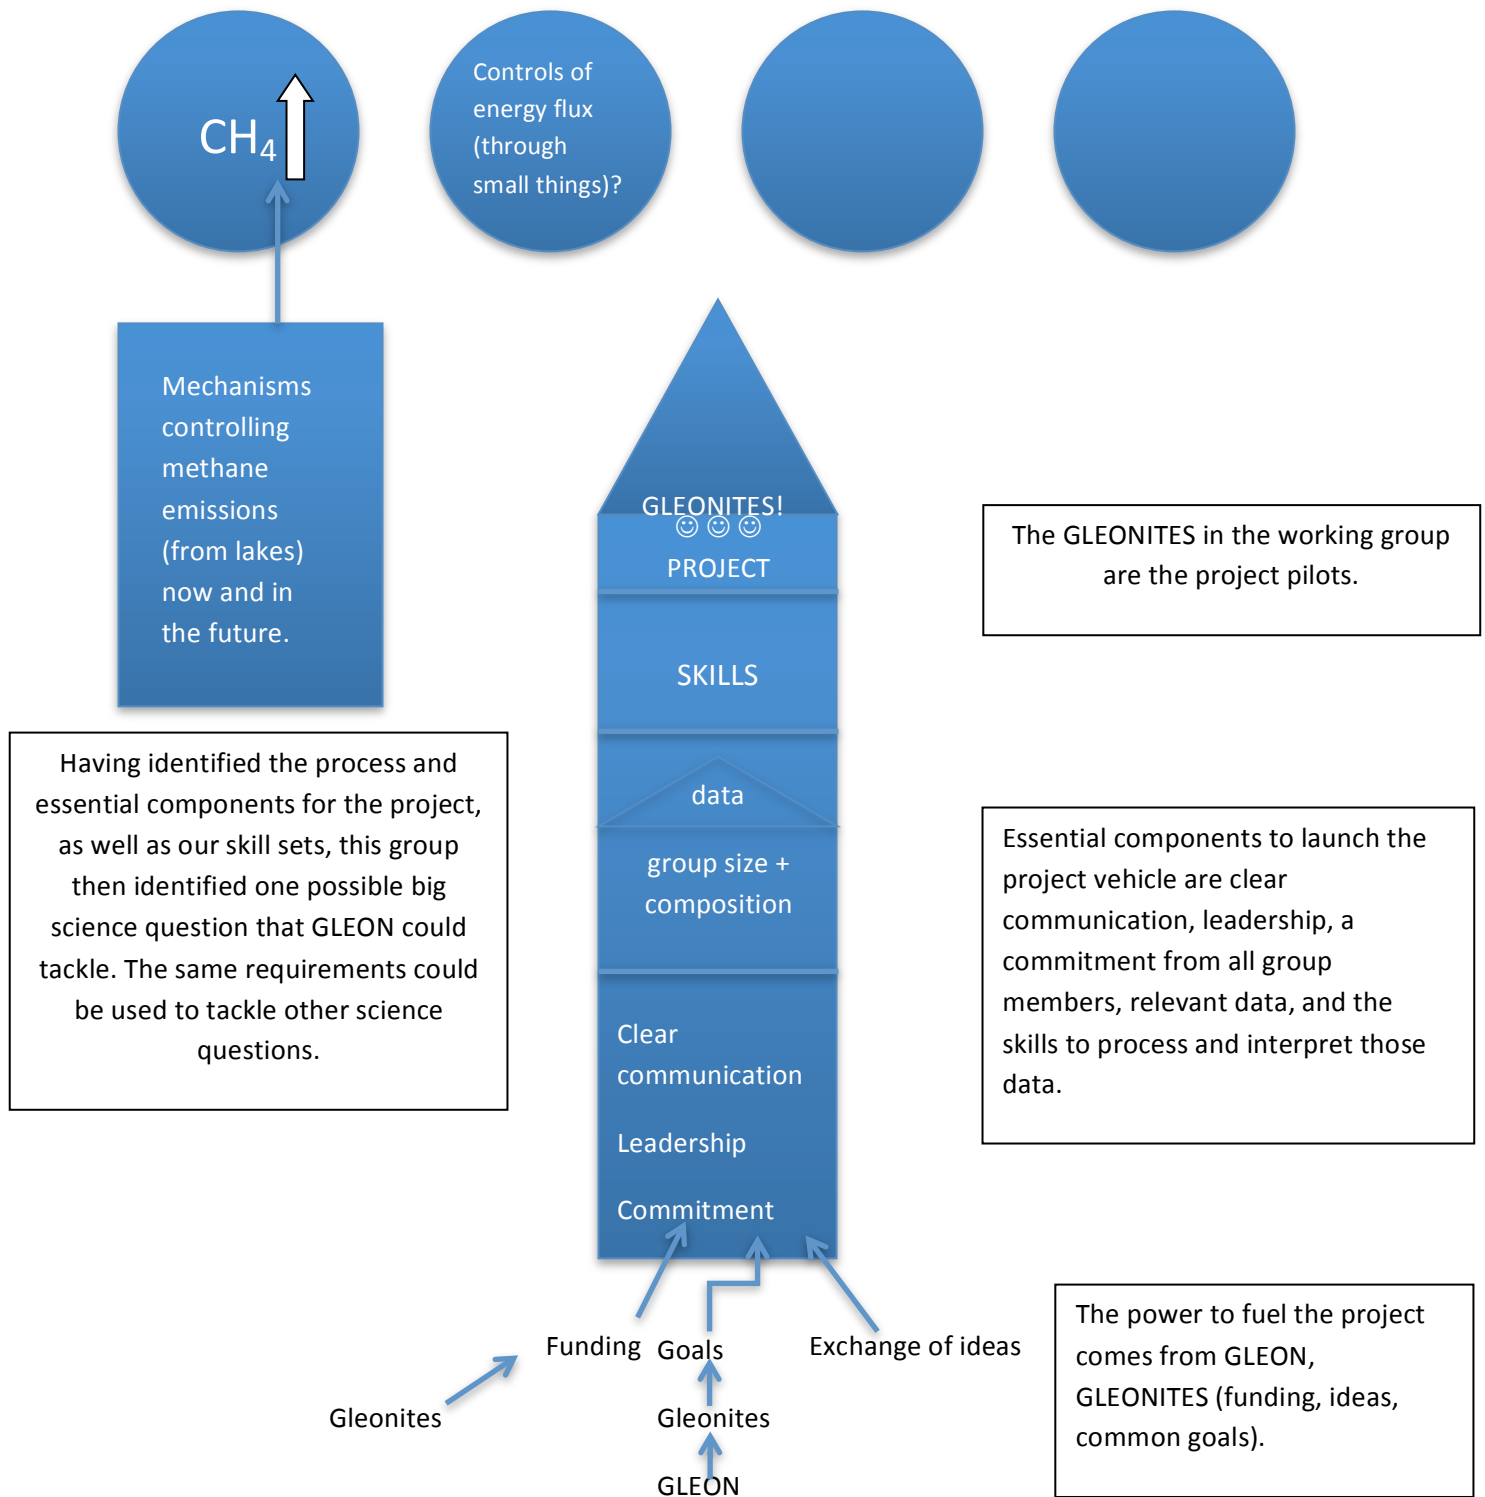 CH₄
Controls of
energy flux
(through
small things)?
Mechanisms
controlling
methane
emissions
(from lakes)
now and in
the future.
Having identified the process and
essential components for the project,
as well as our skill sets, this group
then identified one possible big
science question that GLEON could
tackle. The same requirements could
be used to tackle other science
questions.
GLEONITES!
☺☺☺
PROJECT
SKILLS
data
group size +
composition
Clear
communication
Leadership
Commitment
Funding
Goals
Exchange of ideas
Gleonites
Gleonites
GLEON
The GLEONITES in the working group
are the project pilots.
Essential components to launch the
project vehicle are clear
communication, leadership, a
commitment from all group
members, relevant data, and the
skills to process and interpret those
data.
The power to fuel the project
comes from GLEON,
GLEONITES (funding, ideas,
common goals).